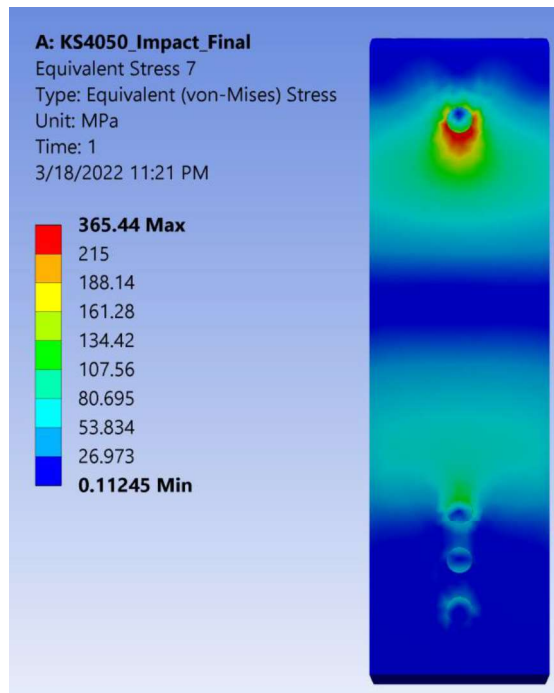 A: KS4050_Impact_Final
Equivalent Stress 7
Type: Equivalent (von-Mises) Stress
Unit: MPa
Time: 1
3/18/2022 11:21 PM
365.44 Max
215
188.14
161.28
134.42
107.56
80.695
53.834
26.973
0.11245 Min